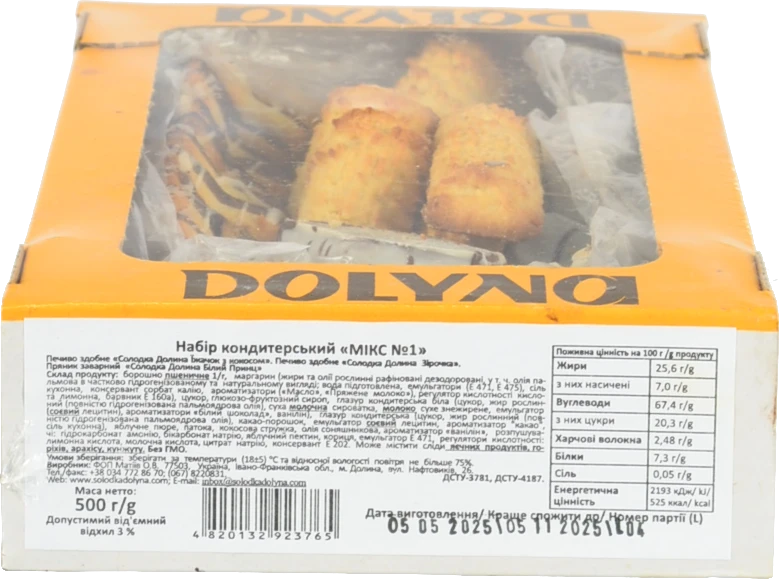 DOLYNA
DOLYNA
Набір кондитерський «МІКС №1»
Печиво здобне «Солодка Долина Їжачок з кокосом». Печиво здобне «Солодка Долина Зірочка».
Пряник заварний «Солодка Долина Білий Принц»
Склад продукту: борошно пшеничне 1/г, маргарин (жири та олії рослинні рафіновані дезодоровані, у т. ч. олія па-
льмова в частково гідрогенізованому та натуральному вигляді; вода підготовлена, емульгатори (Е 471, Е 475), сіль
кухонна, консервант сорбат калію, ароматизатори («Масло», «Пряжене молоко»), регулятор кислотності кисло-
та лимонна, барвник Е 160а), цукор, глюкозо-фруктозний сироп, глазур кондитерська біла (цукор, жир рослин-
ний (повністю гідрогенізована пальмоядрова олія), суха молочна сироватка, молоко сухе знежирене, емульгатор
(соєвий лецитин), ароматизатори «білий шоколад», ванілін), глазур кондитерська (цукор, жир рослинний (пов-
ністю гідрогенізована пальмоядрова олія), какао-порошок, емульгатор соєвий лецитин, ароматизатор "какао",
сіль кухонна), яблучне пюре, патока, кокосова стружка, олія соняшникова, ароматизатор «ванілін», розпушува-
чі: гідрокарбонат амонію, бікарбонат натрію, яблучний пектин, кориця, емульгатор Е 471, регулятори кислотності:
лимонна кислота, молочна кислота, цитрат натрію, консервант Е 202. Може містити сліди яєчних продуктів, го-
ріхів, арахісу, кунжуту. Без ГМО.
Умови зберігання: зберігати за температури (18±5) °С та відносної вологості повітря не більше 75%.
Виробник: ФОП Матіїв О.В. 77503, Україна, Івано-Франківська обл., м. Долина, вул. Нафтовиків, 26.
Тел./факс: +38 034 772 86 70; (067) 8220831
Web: www.solodkadolyna.com; E-mail: inbox@solodkadolyna.com ДСТУ-3781, ДСТУ-4187.
Маса нетто:
500 г/g
Допустимий від'ємний
відхил 3 %
4 820132 923765
Поживна цінність на 100 г/g продукту
Жири 25,6 г/g
з них насичені 7,0 г/g
Вуглеводи 67,4 г/g
з них цукри 20,3 г/g
Харчові волокна 2,48 г/g
Білки 7,3 г/g
Сіль 0,05 г/g
Енергетична цінність 2193 кДж/ kJ/ 525 ккал/ kcal
Дата виготовлення/ Краще спожити до/ Номер партії (L)
05 05 2025\05 11 2025\L04